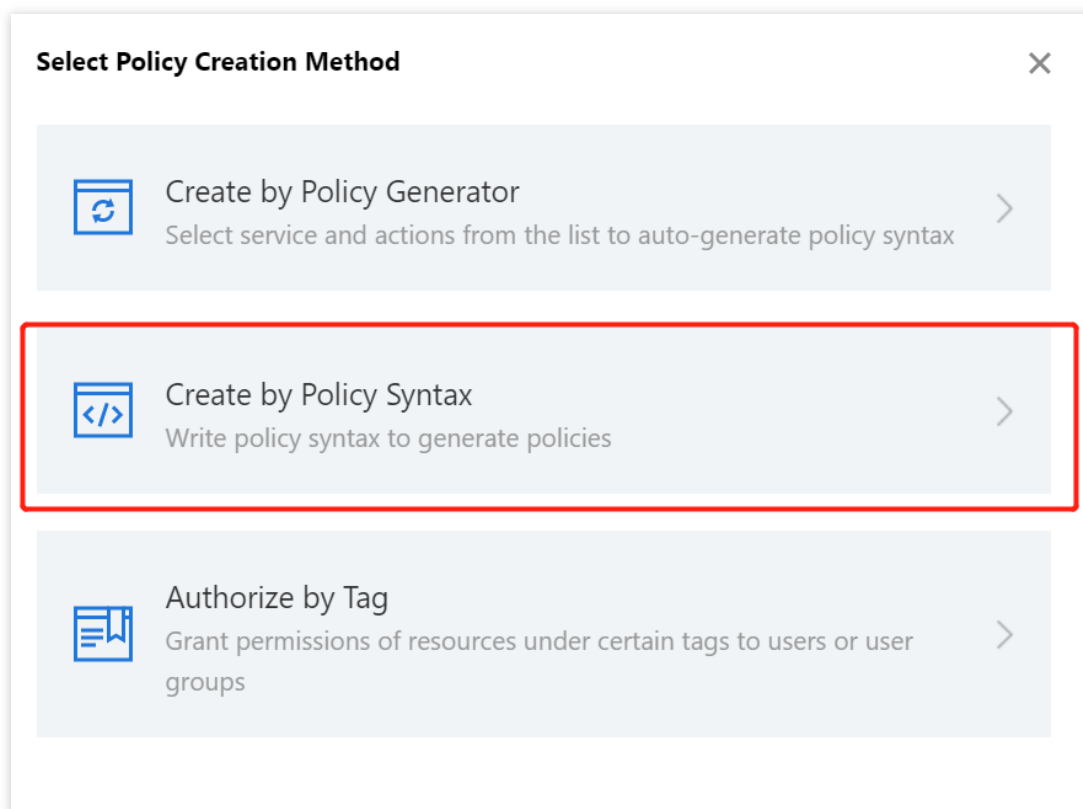 Select Policy Creation Method
Create by Policy Generator
Select service and actions from the list to auto-generate policy syntax
Create by Policy Syntax
Write policy syntax to generate policies
Authorize by Tag
Grant permissions of resources under certain tags to users or user
groups